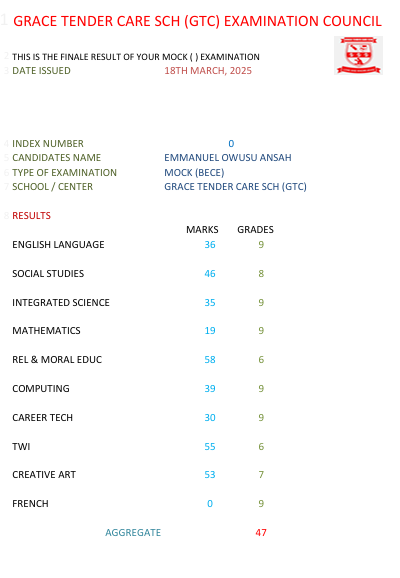 GRACE TENDER CARE SCH (GTC) EXAMINATION COUNCIL
THIS IS THE FINALE RESULT OF YOUR MOCK ( ) EXAMINATION
DATE ISSUED 18TH MARCH, 2025
INDEX NUMBER 0
CANDIDATES NAME EMMANUEL OWUSU ANSAH
TYPE OF EXAMINATION MOCK (BECE)
SCHOOL / CENTER GRACE TENDER CARE SCH (GTC)
RESULTS
MARKS GRADES
ENGLISH LANGUAGE 36 9
SOCIAL STUDIES 46 8
INTEGRATED SCIENCE 35 9
MATHEMATICS 19 9
REL & MORAL EDUC 58 6
COMPUTING 39 9
CAREER TECH 30 9
TWI 55 6
CREATIVE ART 53 7
FRENCH 0 9
AGGREGATE 47